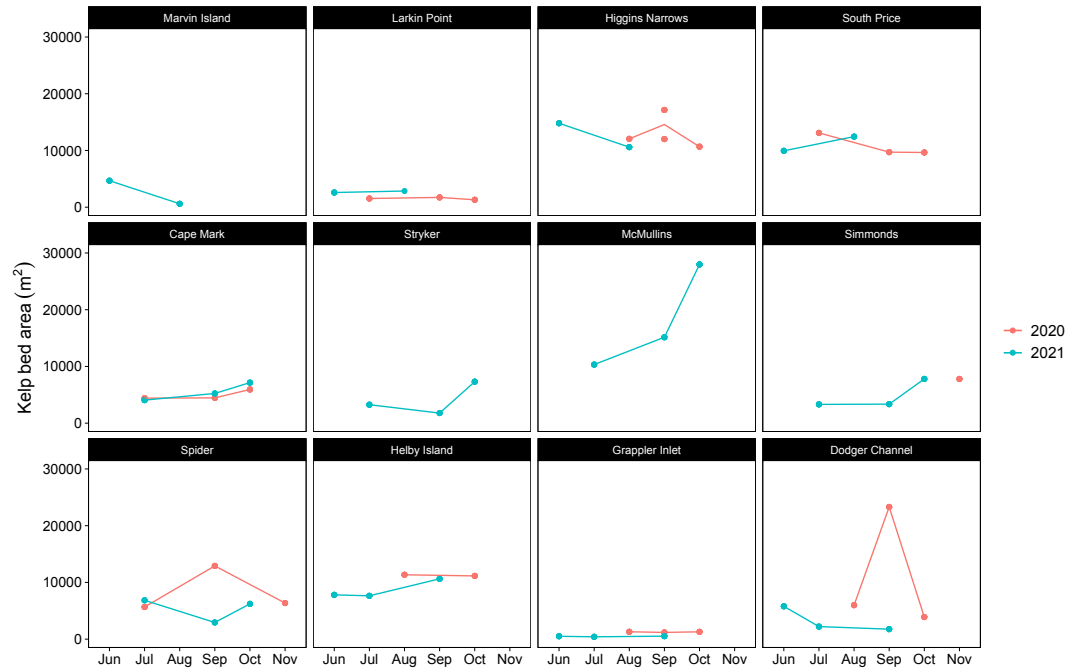 Marvin Island Larkin Point Higgins Narrows South Price
30000
20000
10000
0
Cape Mark Stryker McMullins Simmonds
30000
20000
10000
0
Kelp bed area (m²)
2020
2021
Spider Helby Island Grappler Inlet Dodger Channel
30000
20000
10000
0
Jun Jul Aug Sep Oct Nov Jun Jul Aug Sep Oct Nov Jun Jul Aug Sep Oct Nov Jun Jul Aug Sep Oct Nov